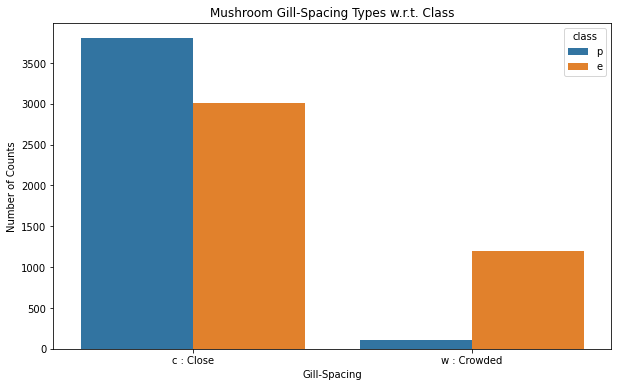 Mushroom Gill-Spacing Types w.r.t. Class
class
p
e
3500
3000
2500
2000
1500
1000
500
0
Number of Counts
c : Close
w : Crowded
Gill-Spacing